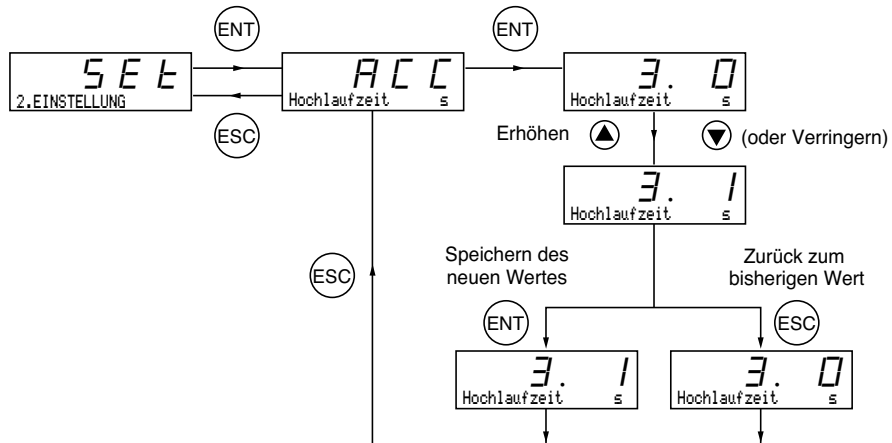 ENT
ENT
SEt
2.EINSTELLUNG
ACC
Hochlaufzeit s
3. 0
Hochlaufzeit s
ESC
Erhöhen
(oder Verringern)
3. 1
Hochlaufzeit s
Speichern des
neuen Wertes
Zurück zum
bisherigen Wert
ESC
ENT
ESC
3. 1
Hochlaufzeit s
3. 0
Hochlaufzeit s